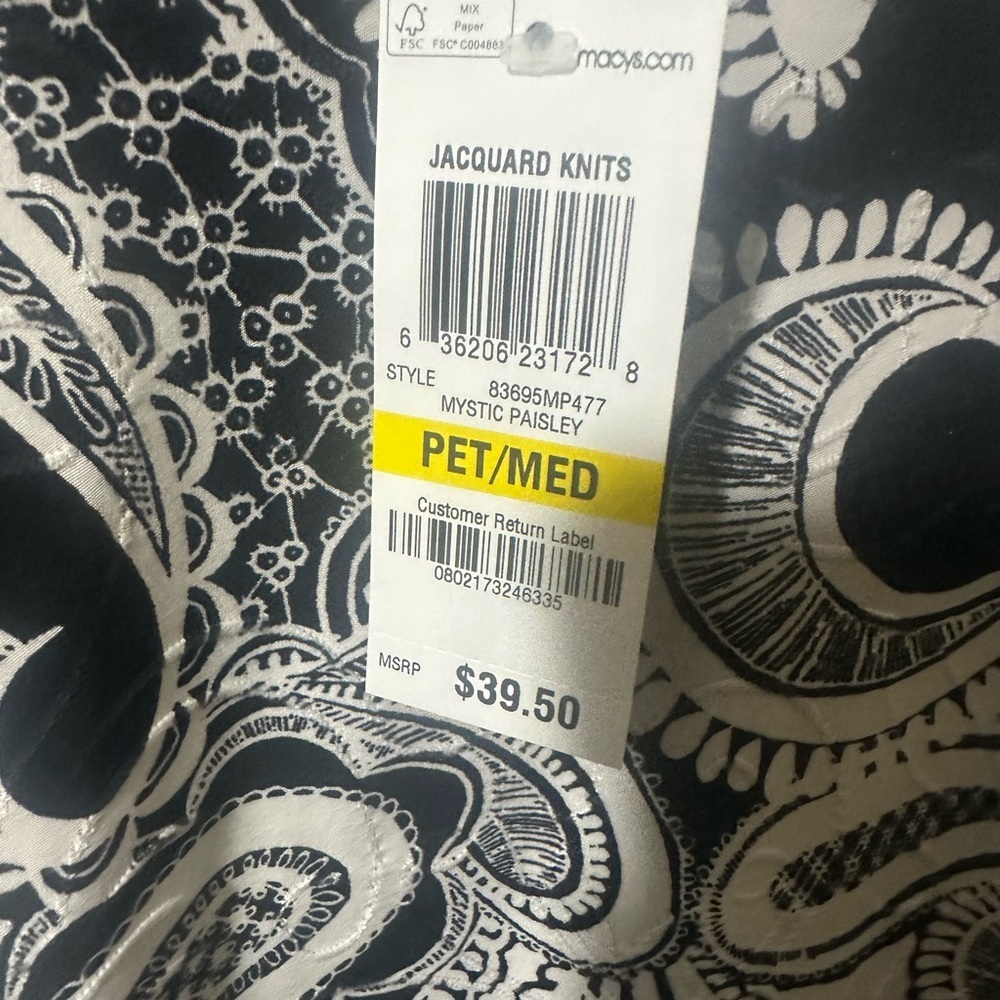 MIX
Paper
FSC FSC® C004883
macys.com
JACQUARD KNITS
6 36206 23172 8
STYLE 83695MP477
MYSTIC PAISLEY
PET/MED
Customer Return Label
0802173246335
MSRP $39.50